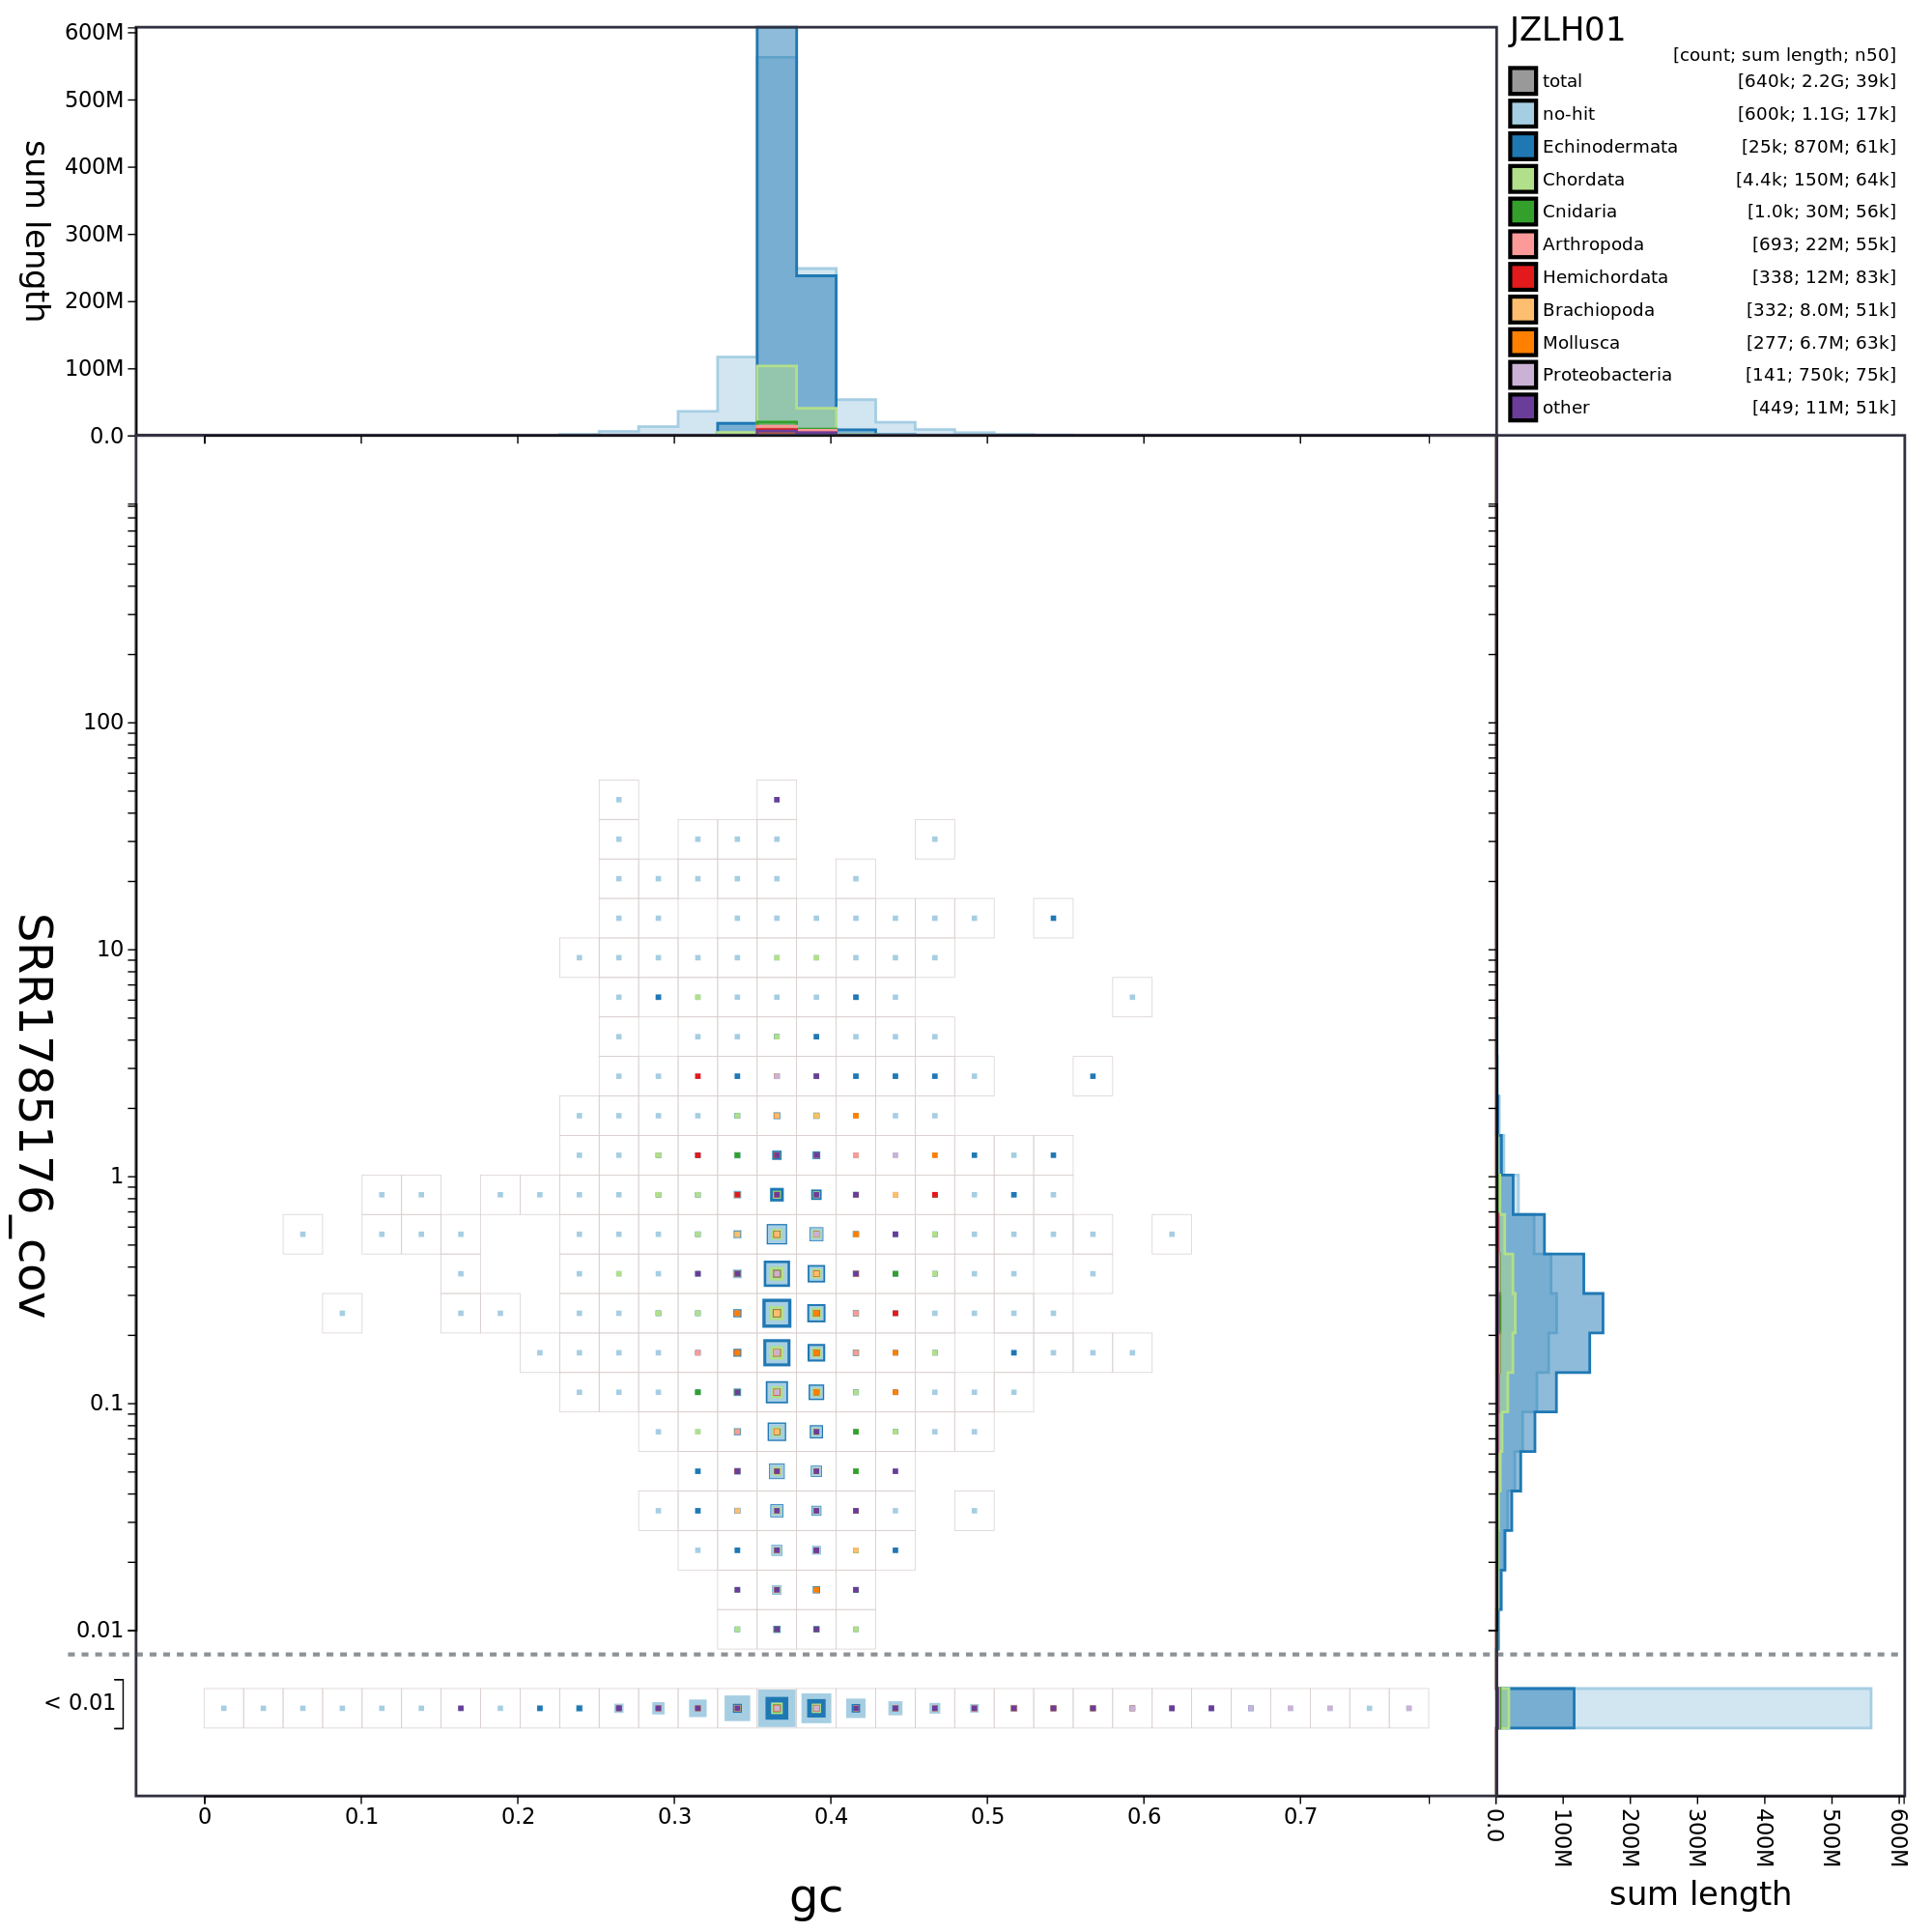 JZLH01
[count; sum length; n50]
total [640k; 2.2G; 39k]
no-hit [600k; 1.1G; 17k]
Echinodermata [25k; 870M; 61k]
Chordata [4.4k; 150M; 64k]
Cnidaria [1.0k; 30M; 56k]
Arthropoda [693; 22M; 55k]
Hemichordata [338; 12M; 83k]
Brachiopoda [332; 8.0M; 51k]
Mollusca [277; 6.7M; 63k]
Proteobacteria [141; 750k; 75k]
other [449; 11M; 51k]
sum length
600M
500M
400M
300M
200M
100M
0.0
SRR1785176_cov
100
10
1
0.1
0.01
< 0.01
0 0.1 0.2 0.3 0.4 0.5 0.6 0.7
gc
0.0 100M 200M 300M 400M 500M 600M
sum length